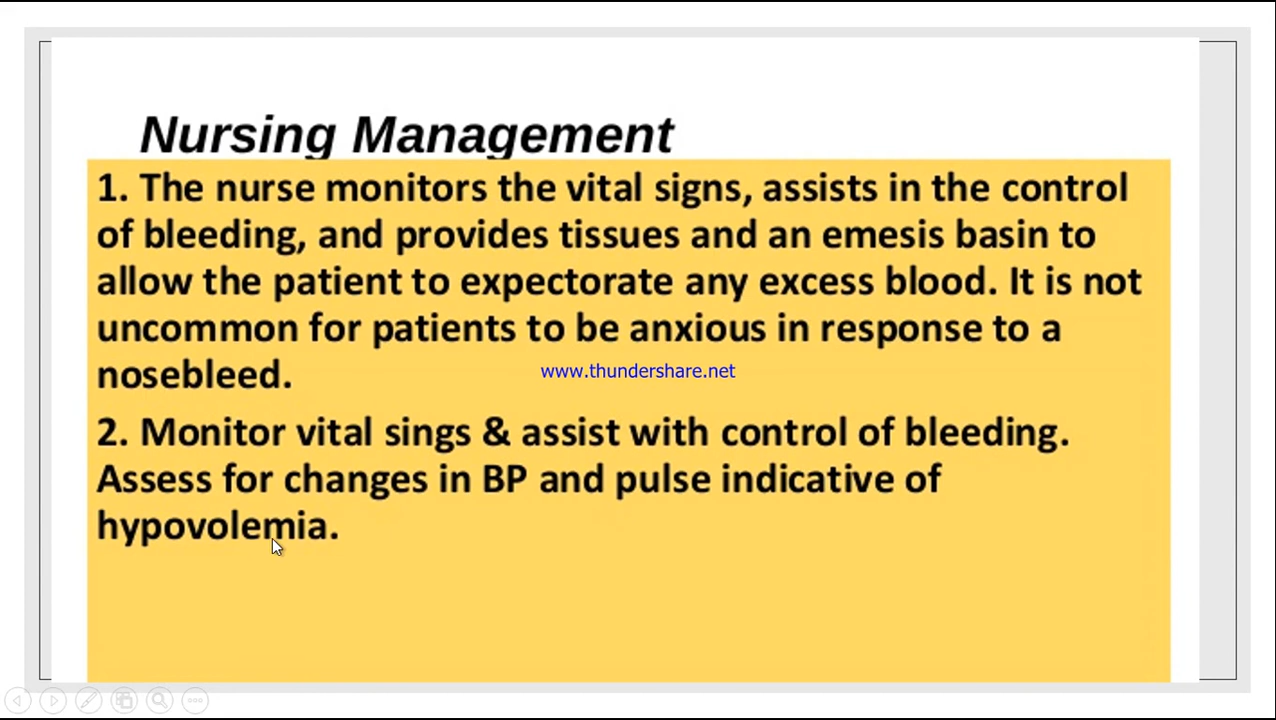 Nursing Management
1. The nurse monitors the vital signs, assists in the control
of bleeding, and provides tissues and an emesis basin to
allow the patient to expectorate any excess blood. It is not
uncommon for patients to be anxious in response to a
nosebleed.
www.thundershare.net
2. Monitor vital sings & assist with control of bleeding.
Assess for changes in BP and pulse indicative of
hypovolemia.